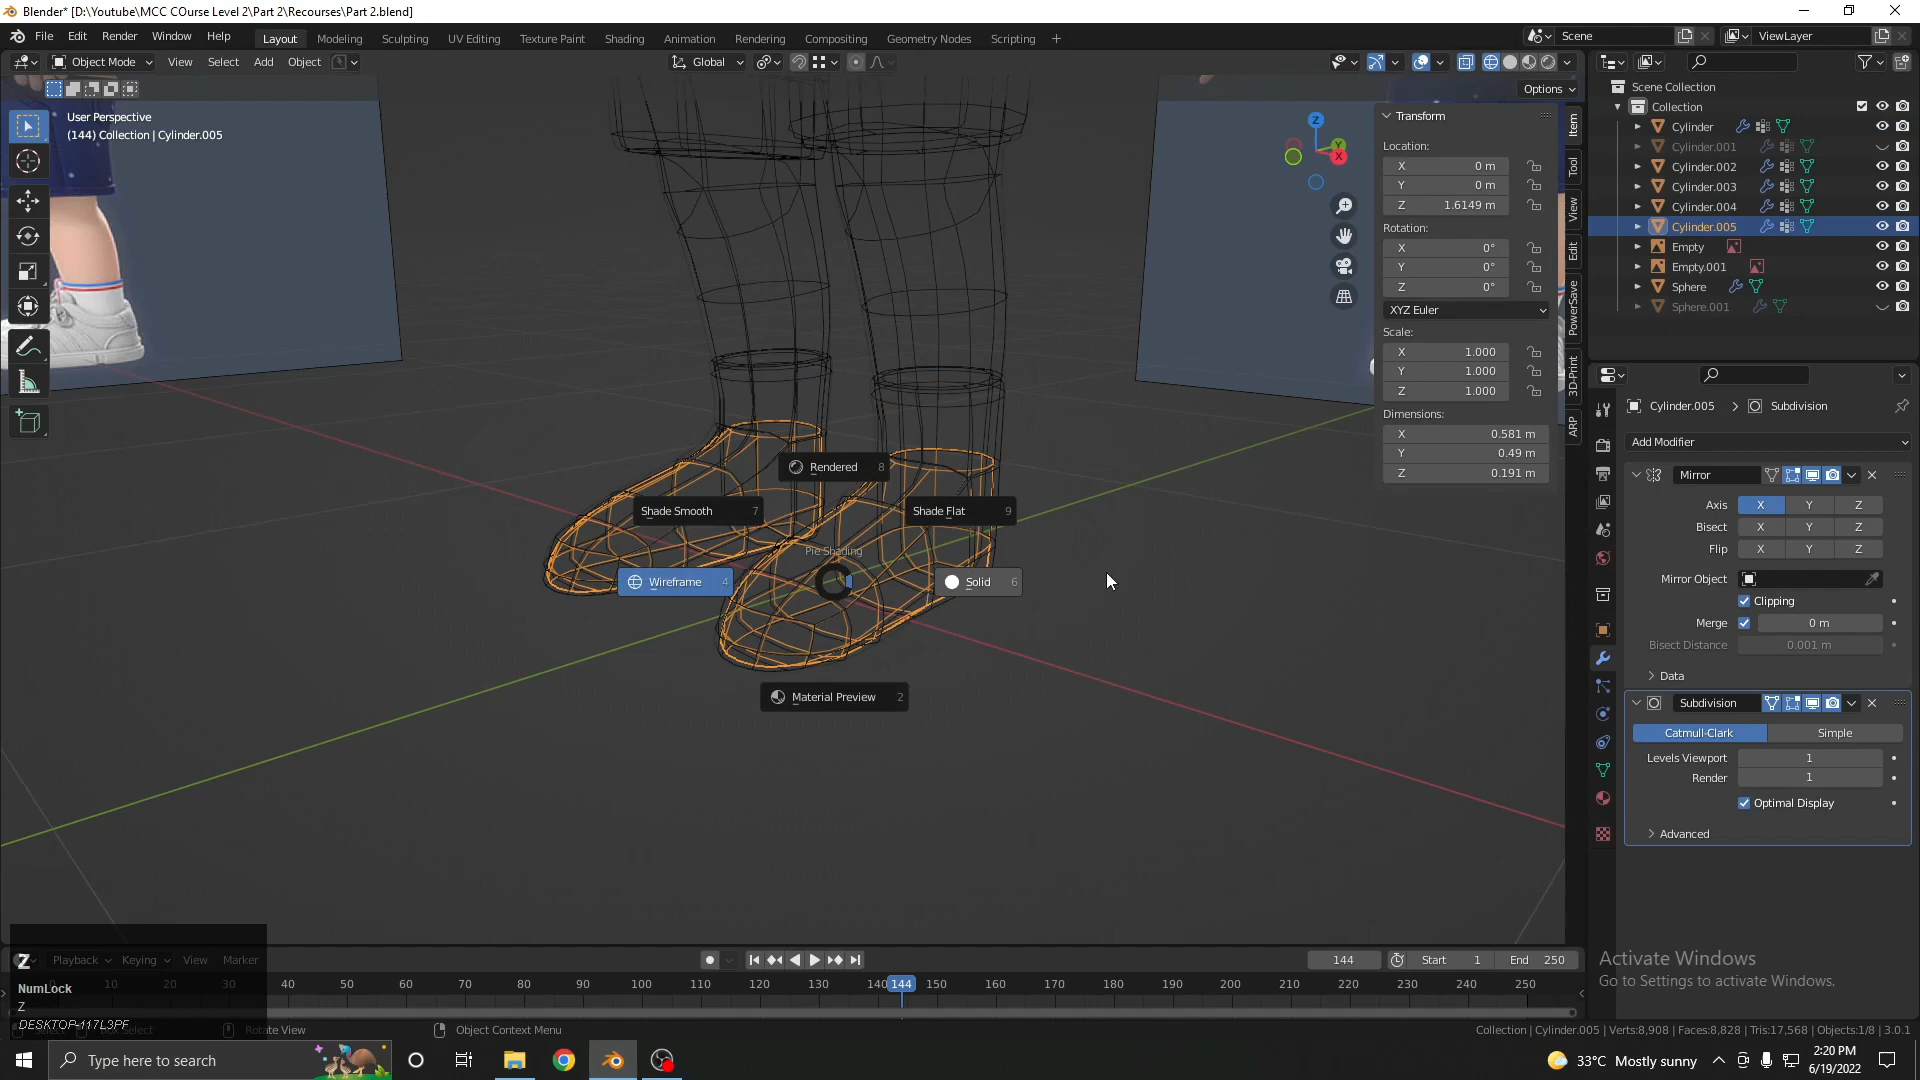 Blender* [D:\Youtube\MCC COurse Level 2\Part 2\Recourses\Part 2.blend]
File Edit Render Window Help Layout Modeling Sculpting UV Editing Texture Paint Shading Animation Rendering Compositing Geometry Nodes Scripting + Scene ViewLayer
Object Mode View Select Add Object Global
Options
User Perspective
(144) Collection | Cylinder.005
Transform
Location:
X 0 m
Y 0 m
Z 1.6149 m
Rotation:
X 0°
Y 0°
Z 0°
XYZ Euler
Scale:
X 1.000
Y 1.000
Z 1.000
Dimensions:
X 0.581 m
Y 0.49 m
Z 0.191 m
Item
Tool
View
Edit
PowerSave
3D-Print
ARP
Z
Y
X
Rendered 8
Shade Smooth 7
Shade Flat 9
Pie Shading
Wireframe 4
Solid 6
Material Preview 2
Scene Collection
Collection
Cylinder
Cylinder.001
Cylinder.002
Cylinder.003
Cylinder.004
Cylinder.005
Empty
Empty.001
Sphere
Sphere.001
Cylinder.005 > Subdivision
Add Modifier
Mirror
Axis X Y Z
Bisect X Y Z
Flip X Y Z
Mirror Object
Clipping
Merge 0 m
Bisect Distance 0.001 m
Data
Subdivision
Catmull-Clark Simple
Levels Viewport 1
Render 1
Optimal Display
Advanced
Activate Windows
Go to Settings to activate Windows.
Z
NumLock
Z
DESKTOP-117L3PF
Playback Keying View Marker
144 Start 1 End 250
10 20 30 40 50 60 70 80 90 100 110 120 130 140 144 150 160 170 180 190 200 210 220 230 240 250
Rotate View Object Context Menu
Collection | Cylinder.005 | Verts:8,908 | Faces:8,828 | Tris:17,568 | Objects:1/8 | 3.0.1
Type here to search
33°C Mostly sunny
2:20 PM
6/19/2022